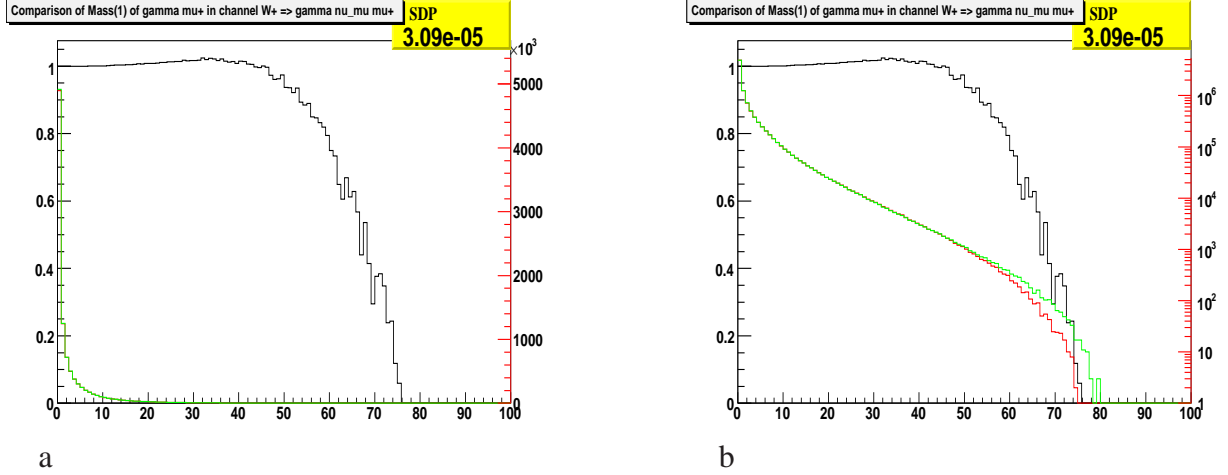 Comparison of Mass(1) of gamma mu+ in channel W+ => gamma nu_mu mu+
SDP
3.09e-05
×10³
1
0.8
0.6
0.4
0.2
0
5000
4000
3000
2000
1000
0
0 10 20 30 40 50 60 70 80 90 100
a
Comparison of Mass(1) of gamma mu+ in channel W+ => gamma nu_mu mu+
SDP
3.09e-05
1
0.8
0.6
0.4
0.2
0
10⁶
10⁵
10⁴
10³
10²
10
1
0 10 20 30 40 50 60 70 80 90 100
b